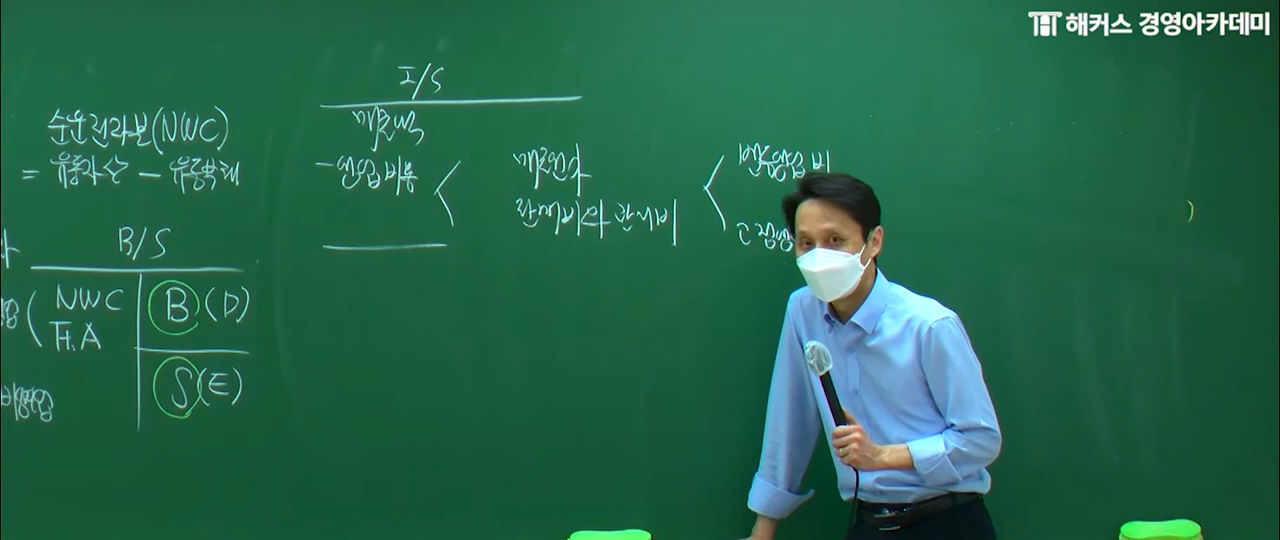 해커스 경영아카데미
I/S
매출액
- 영업비용
매출원가
판매비와 관리비
변동영업비
고정영
순운전자본(NWC)
= 유동자산 - 유동부채
B/S
NWC
F.A
B (D)
S (E)
비영업